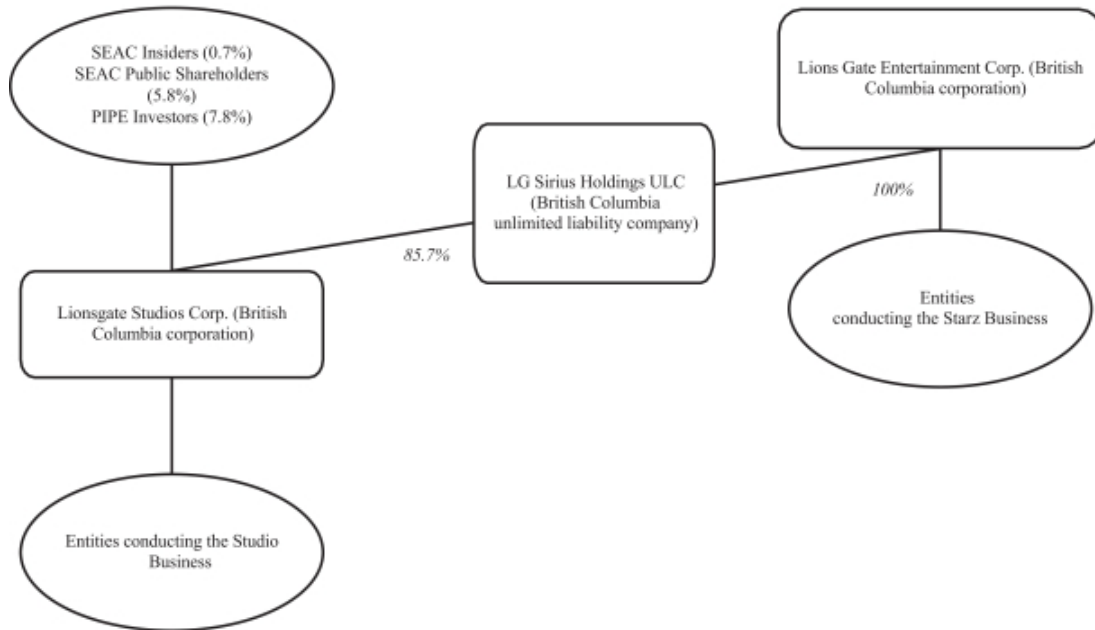 SEAC Insiders (0.7%)
SEAC Public Shareholders
(5.8%)
PIPE Investors (7.8%)
Lions Gate Entertainment Corp. (British
Columbia corporation)
LG Sirius Holdings ULC
(British Columbia
unlimited liability company)
100%
85.7%
Lionsgate Studios Corp. (British
Columbia corporation)
Entities
conducting the Starz Business
Entities conducting the Studio
Business